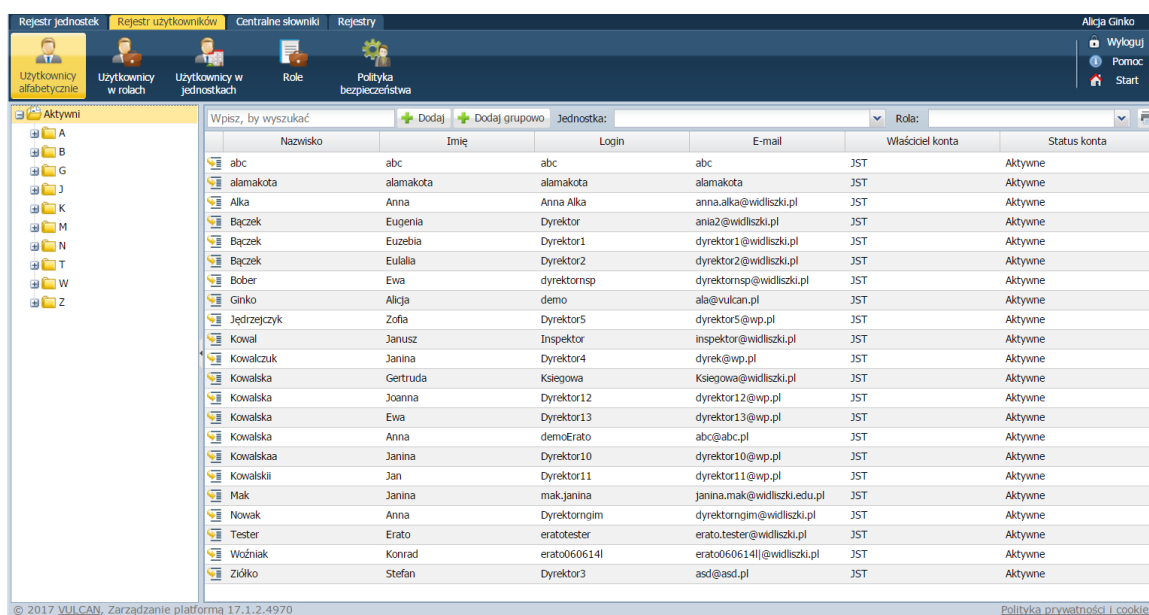 Rejestr jednostek Rejestr użytkowników Centralne słowniki Rejestry Alicja Ginko
Wyloguj
Pomoc
Start
Użytkownicy alfabetycznie Użytkownicy w rolach Użytkownicy w jednostkach Role Polityka bezpieczeństwa
Aktywni
A
B
G
J
K
M
N
T
W
Z
Wpisz, by wyszukać Dodaj Dodaj grupowo Jednostka: Rola:
Nazwisko Imię Login E-mail Właściciel konta Status konta
abc abc abc abc JST Aktywne
alamakota alamakota alamakota alamakota JST Aktywne
Alka Anna Anna Alka anna.alka@widliszki.pl JST Aktywne
Bączek Eugenia Dyrektor ania2@widliszki.pl JST Aktywne
Bączek Euzebia Dyrektor1 dyrektor1@widliszki.pl JST Aktywne
Bączek Eulalia Dyrektor2 dyrektor2@widliszki.pl JST Aktywne
Bober Ewa dyrektornsp dyrektornsp@widliszki.pl JST Aktywne
Ginko Alicja demo ala@vulcan.pl JST Aktywne
Jędrzejczyk Zofia Dyrektor5 dyrektor5@wp.pl JST Aktywne
Kowal Janusz Inspektor inspektor@widliszki.pl JST Aktywne
Kowalczuk Janina Dyrektor4 dyrek@wp.pl JST Aktywne
Kowalska Gertruda Ksiegowa Ksiegowa@widliszki.pl JST Aktywne
Kowalska Joanna Dyrektor12 dyrektor12@wp.pl JST Aktywne
Kowalska Ewa Dyrektor13 dyrektor13@wp.pl JST Aktywne
Kowalska Anna demoErato abc@abc.pl JST Aktywne
Kowalskaa Janina Dyrektor10 dyrektor10@wp.pl JST Aktywne
Kowalskii Jan Dyrektor11 dyrektor11@wp.pl JST Aktywne
Mak Janina mak.janina janina.mak@widliszki.edu.pl JST Aktywne
Nowak Anna Dyrektorngim dyrektorngim@widliszki.pl JST Aktywne
Tester Erato eratotester erato.tester@widliszki.pl JST Aktywne
Woźniak Konrad erato060614l erato060614l|@widliszki.pl JST Aktywne
Ziółko Stefan Dyrektor3 asd@asd.pl JST Aktywne
© 2017 VULCAN, Zarządzanie platformą 17.1.2.4970 Polityka prywatności i cookie